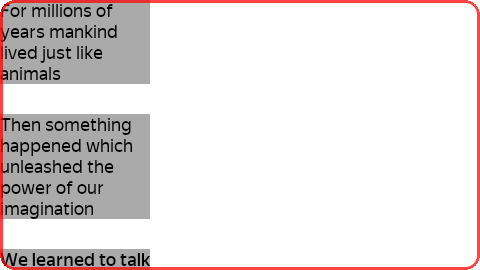 For millions of
years mankind
lived just like
animals
Then something
happened which
unleashed the
power of our
imagination
We learned to talk